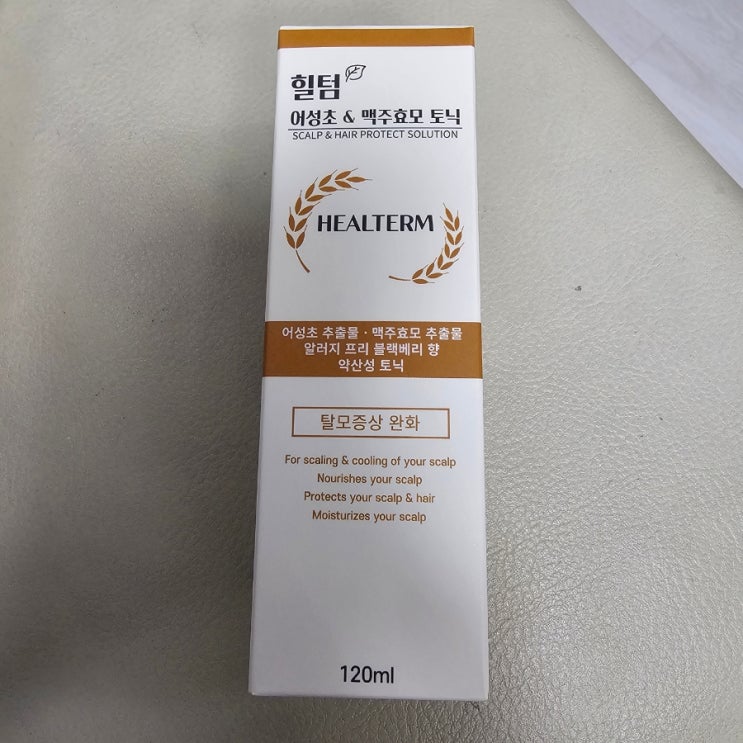 힐텀
어성초 & 맥주효모 토닉
SCALP & HAIR PROTECT SOLUTION
HEALTERM
어성초 추출물 · 맥주효모 추출물
알러지 프리 블랙베리 향
약산성 토닉
탈모증상 완화
For scaling & cooling of your scalp
Nourishes your scalp
Protects your scalp & hair
Moisturizes your scalp
120ml